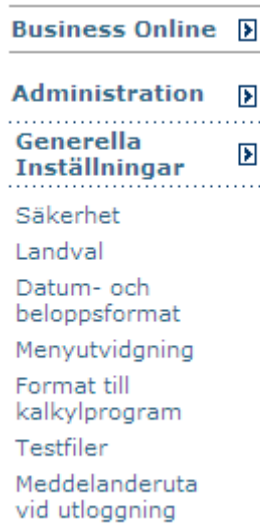 Business Online
Administration
Generella
Inställningar
Säkerhet
Landval
Datum- och
beloppsformat
Menyutvidgning
Format till
kalkylprogram
Testfiler
Meddelanderuta
vid utloggning